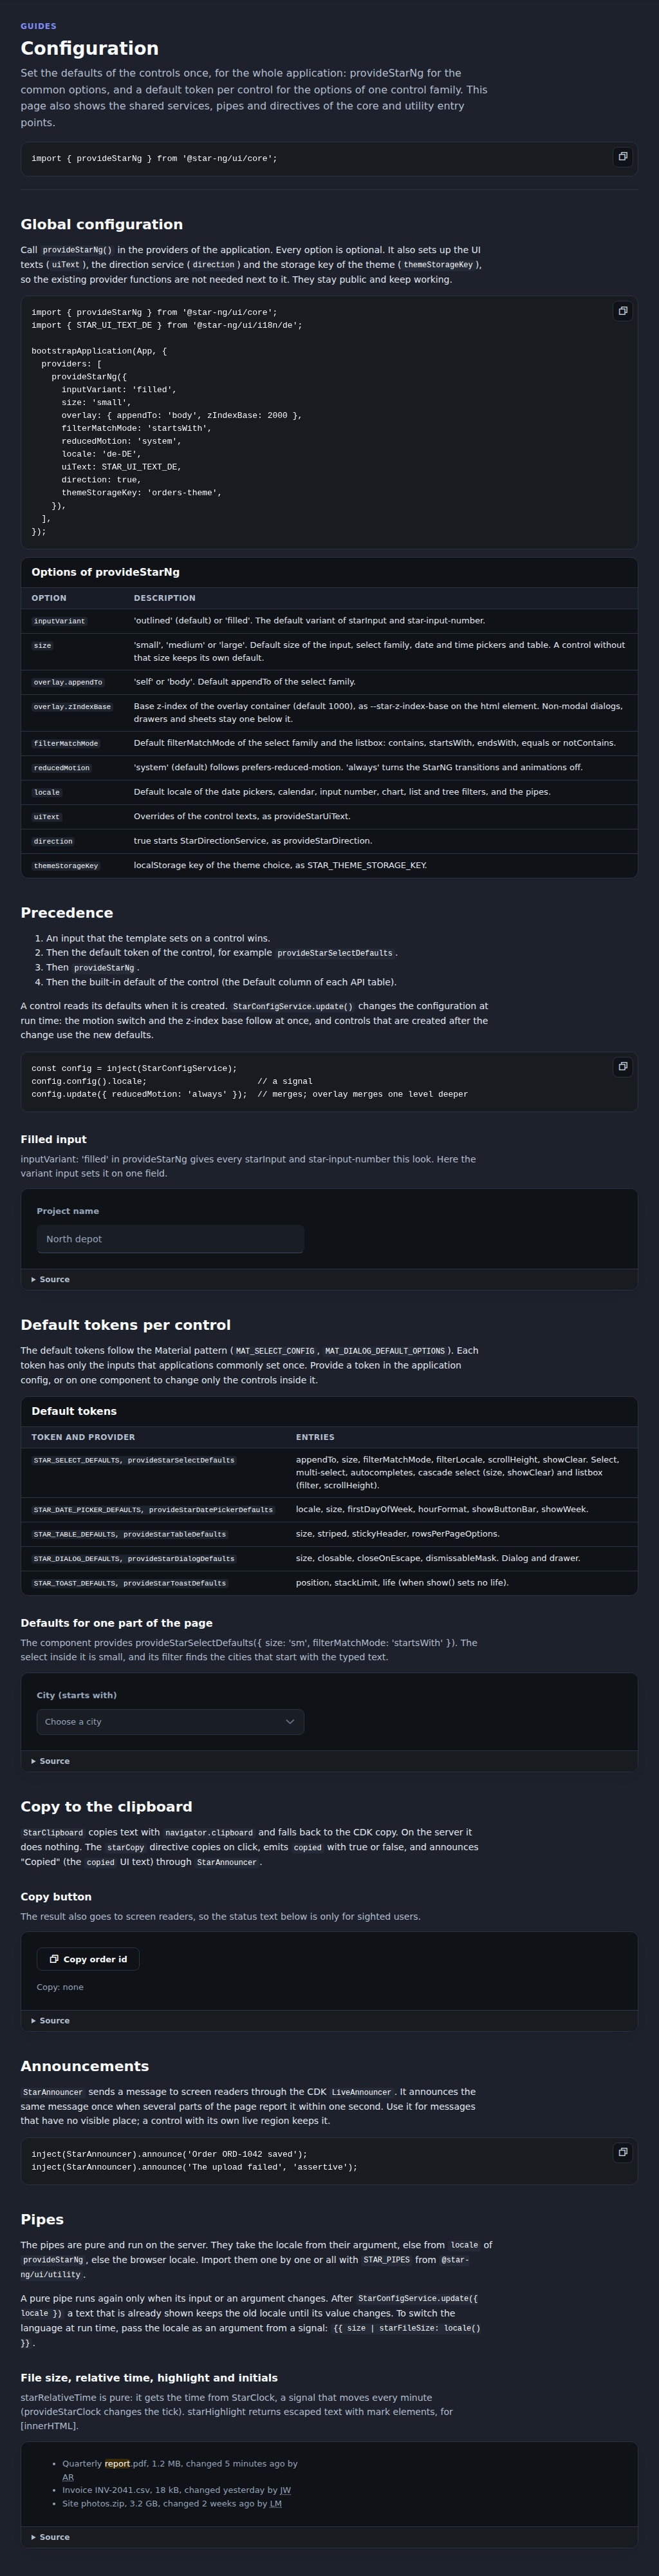 GUIDES
Configuration
Set the defaults of the controls once, for the whole application: provideStarNg for the
common options, and a default token per control for the options of one control family. This
page also shows the shared services, pipes and directives of the core and utility entry
points.
import { provideStarNg } from '@star-ng/ui/core';
Global configuration
Call provideStarNg() in the providers of the application. Every option is optional. It also sets up the UI
texts ( uiText ), the direction service ( direction ) and the storage key of the theme ( themeStorageKey ),
so the existing provider functions are not needed next to it. They stay public and keep working.
import { provideStarNg } from '@star-ng/ui/core';
import { STAR_UI_TEXT_DE } from '@star-ng/ui/i18n/de';
bootstrapApplication(App, {
  providers: [
    provideStarNg({
      inputVariant: 'filled',
      size: 'small',
      overlay: { appendTo: 'body', zIndexBase: 2000 },
      filterMatchMode: 'startsWith',
      reducedMotion: 'system',
      locale: 'de-DE',
      uiText: STAR_UI_TEXT_DE,
      direction: true,
      themeStorageKey: 'orders-theme',
    }),
  ],
});
Options of provideStarNg
OPTION DESCRIPTION
inputVariant 'outlined' (default) or 'filled'. The default variant of starInput and star-input-number.
size 'small', 'medium' or 'large'. Default size of the input, select family, date and time pickers and table. A control without
that size keeps its own default.
overlay.appendTo 'self' or 'body'. Default appendTo of the select family.
overlay.zIndexBase Base z-index of the overlay container (default 1000), as --star-z-index-base on the html element. Non-modal dialogs,
drawers and sheets stay one below it.
filterMatchMode Default filterMatchMode of the select family and the listbox: contains, startsWith, endsWith, equals or notContains.
reducedMotion 'system' (default) follows prefers-reduced-motion. 'always' turns the StarNG transitions and animations off.
locale Default locale of the date pickers, calendar, input number, chart, list and tree filters, and the pipes.
uiText Overrides of the control texts, as provideStarUiText.
direction true starts StarDirectionService, as provideStarDirection.
themeStorageKey localStorage key of the theme choice, as STAR_THEME_STORAGE_KEY.
Precedence
1. An input that the template sets on a control wins.
2. Then the default token of the control, for example provideStarSelectDefaults .
3. Then provideStarNg .
4. Then the built-in default of the control (the Default column of each API table).
A control reads its defaults when it is created. StarConfigService.update() changes the configuration at
run time: the motion switch and the z-index base follow at once, and controls that are created after the
change use the new defaults.
const config = inject(StarConfigService);
config.config().locale;                      // a signal
config.update({ reducedMotion: 'always' });  // merges; overlay merges one level deeper
Filled input
inputVariant: 'filled' in provideStarNg gives every starInput and star-input-number this look. Here the
variant input sets it on one field.
Project name
North depot
Source
Default tokens per control
The default tokens follow the Material pattern ( MAT_SELECT_CONFIG , MAT_DIALOG_DEFAULT_OPTIONS ). Each
token has only the inputs that applications commonly set once. Provide a token in the application
config, or on one component to change only the controls inside it.
Default tokens
TOKEN AND PROVIDER ENTRIES
STAR_SELECT_DEFAULTS, provideStarSelectDefaults appendTo, size, filterMatchMode, filterLocale, scrollHeight, showClear. Select,
multi-select, autocompletes, cascade select (size, showClear) and listbox
(filter, scrollHeight).
STAR_DATE_PICKER_DEFAULTS, provideStarDatePickerDefaults locale, size, firstDayOfWeek, hourFormat, showButtonBar, showWeek.
STAR_TABLE_DEFAULTS, provideStarTableDefaults size, striped, stickyHeader, rowsPerPageOptions.
STAR_DIALOG_DEFAULTS, provideStarDialogDefaults size, closable, closeOnEscape, dismissableMask. Dialog and drawer.
STAR_TOAST_DEFAULTS, provideStarToastDefaults position, stackLimit, life (when show() sets no life).
Defaults for one part of the page
The component provides provideStarSelectDefaults({ size: 'sm', filterMatchMode: 'startsWith' }). The
select inside it is small, and its filter finds the cities that start with the typed text.
City (starts with)
Choose a city
Source
Copy to the clipboard
StarClipboard copies text with navigator.clipboard and falls back to the CDK copy. On the server it
does nothing. The starCopy directive copies on click, emits copied with true or false, and announces
"Copied" (the copied UI text) through StarAnnouncer .
Copy button
The result also goes to screen readers, so the status text below is only for sighted users.
Copy order id
Copy: none
Source
Announcements
StarAnnouncer sends a message to screen readers through the CDK LiveAnnouncer . It announces the
same message once when several parts of the page report it within one second. Use it for messages
that have no visible place; a control with its own live region keeps it.
inject(StarAnnouncer).announce('Order ORD-1042 saved');
inject(StarAnnouncer).announce('The upload failed', 'assertive');
Pipes
The pipes are pure and run on the server. They take the locale from their argument, else from locale of
provideStarNg , else the browser locale. Import them one by one or all with STAR_PIPES from @star-
ng/ui/utility .
A pure pipe runs again only when its input or an argument changes. After StarConfigService.update({
locale }) a text that is already shown keeps the old locale until its value changes. To switch the
language at run time, pass the locale as an argument from a signal: {{ size | starFileSize: locale()
}} .
File size, relative time, highlight and initials
starRelativeTime is pure: it gets the time from StarClock, a signal that moves every minute
(provideStarClock changes the tick). starHighlight returns escaped text with mark elements, for
[innerHTML].
Quarterly report.pdf, 1.2 MB, changed 5 minutes ago by
AR
Invoice INV-2041.csv, 18 kB, changed yesterday by JW
Site photos.zip, 3.2 GB, changed 2 weeks ago by LM
Source